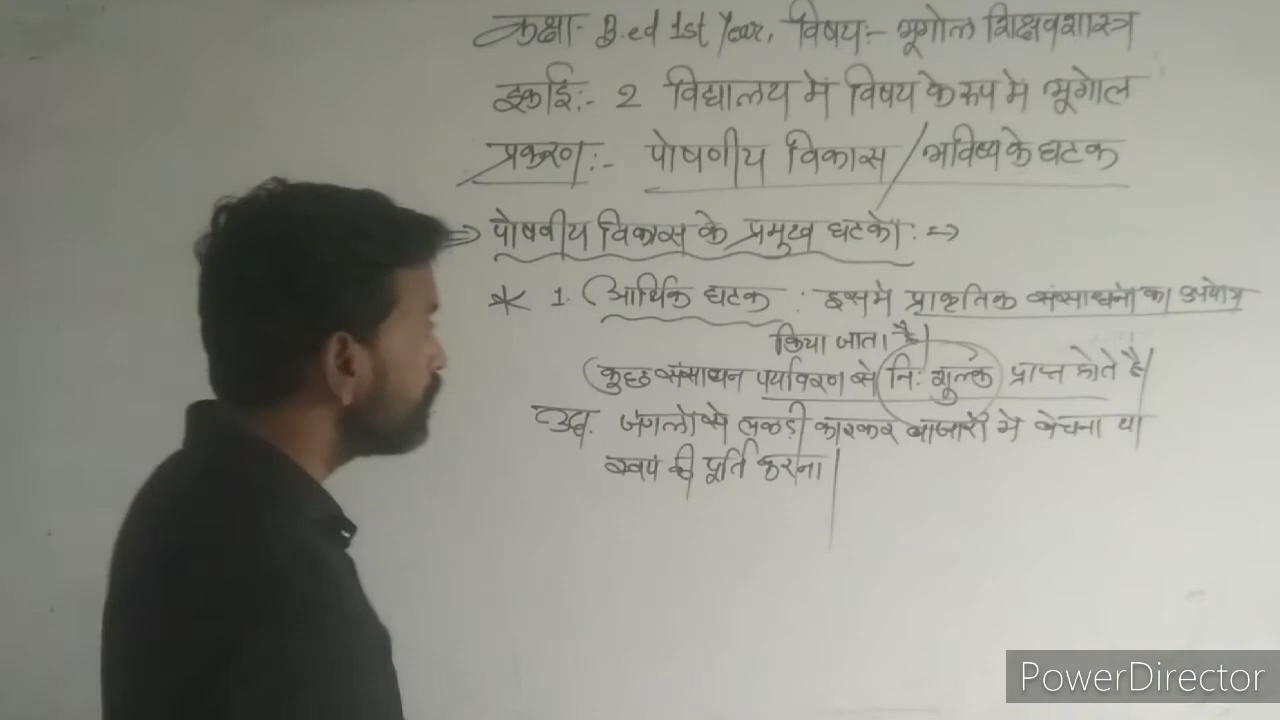 कक्षा- B.ed 1st Year, विषय:- भूगोल शिक्षणशास्त्र
इकाई:- 2 विद्यालय में विषय के रूप में भूगोल
प्रकरण:- पोषणीय विकास / भविष्य के घटक
⇒ पोषणीय विकास के प्रमुख घटको: ⇒
* 1. (आर्थिक घटक : इसमे प्राकृतिक संसाधनो का
किया जाता है।
(कुछ संसाधन पर्यावरण से निः शुल्क प्राप्त होते है।
उदा. जंगलो से लकड़ी काटकर बाजारों मे बेचना या
स्वयं की पूर्ति करना।
PowerDirector